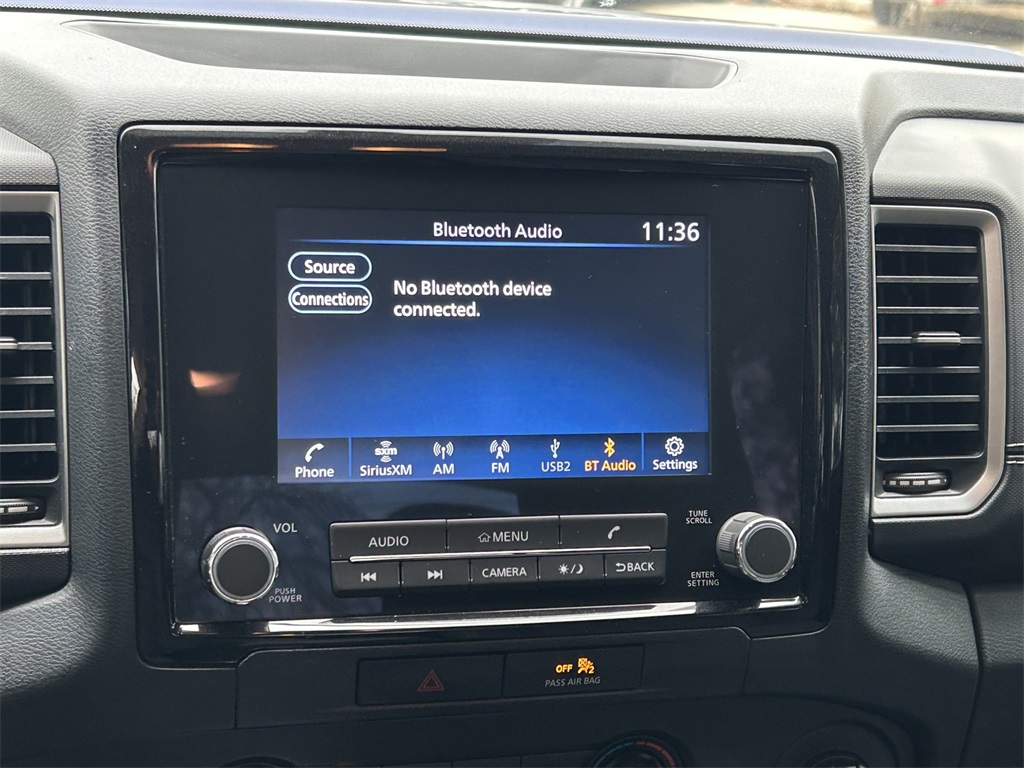 Bluetooth Audio 11:36
Source
Connections
No Bluetooth device
connected.
Phone
sxm
SiriusXM
AM
FM
USB2
BT Audio
Settings
VOL
PUSH
POWER
AUDIO
MENU
CAMERA
BACK
TUNE
SCROLL
ENTER
SETTING
OFF 2
PASS AIR BAG